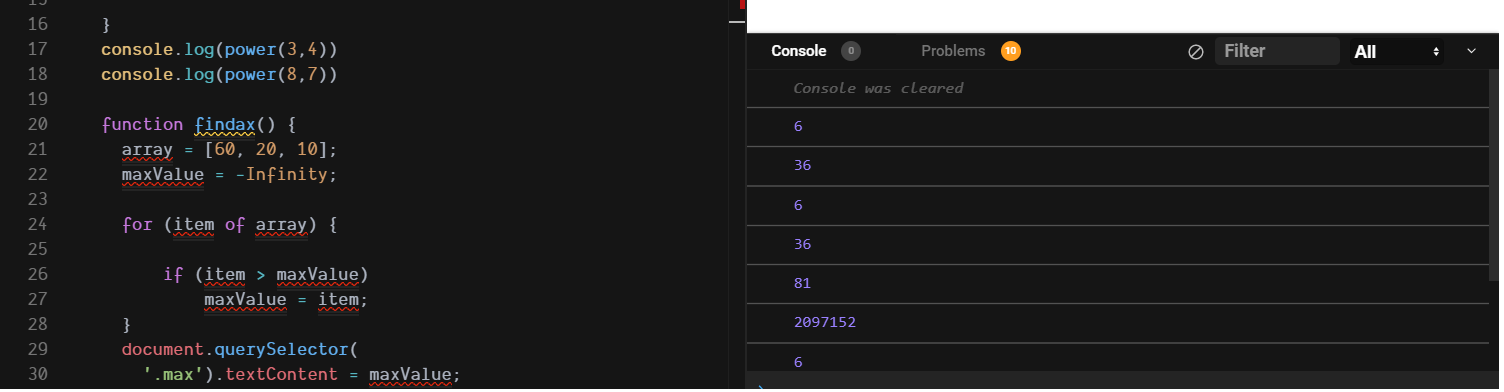 15
16 }
17 console.log(power(3,4))
18 console.log(power(8,7))
19
20 function findax() {
21 array = [60, 20, 10];
22 maxValue = -Infinity;
23
24 for (item of array) {
25
26 if (item > maxValue)
27 maxValue = item;
28 }
29 document.querySelector(
30 '.max').textContent = maxValue;
Console 0 Problems 10 Filter All
Console was cleared
6
36
6
36
81
2097152
6